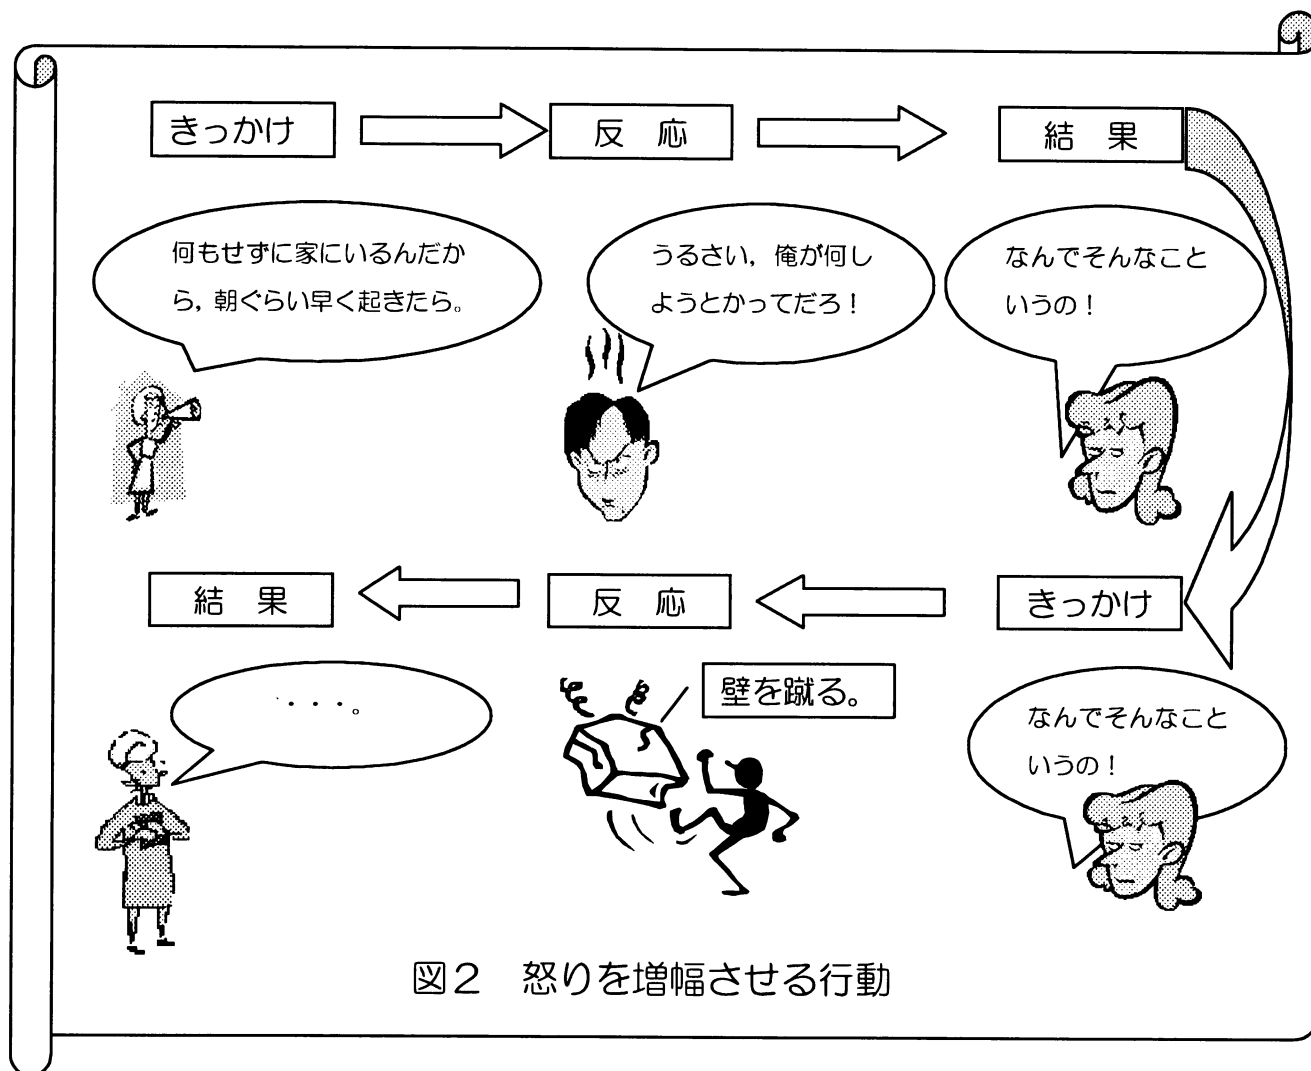 きっかけ
反　応
結　果
何もせずに家にいるんだか
ら，朝ぐらい早く起きたら。
うるさい，俺が何し
ようとかってだろ！
なんでそんなこと
いうの！
結　果
反　応
きっかけ
・・・・。
壁を蹴る。
なんでそんなこと
いうの！
図２　怒りを増幅させる行動